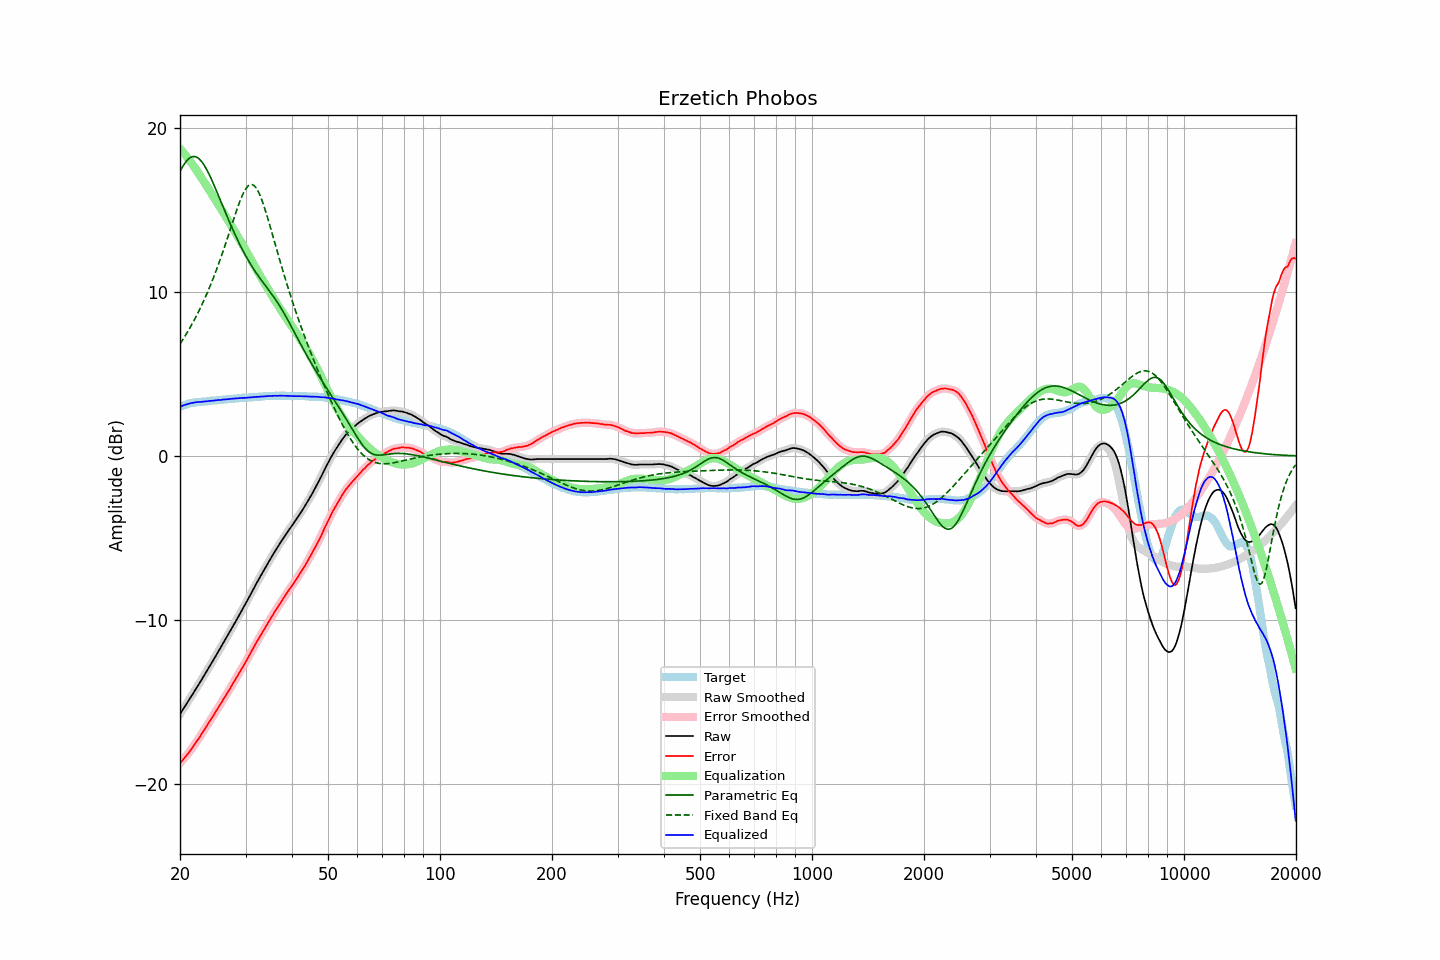 Erzetich Phobos
Amplitude (dBr)
20
10
0
−10
−20
Target
Raw Smoothed
Error Smoothed
Raw
Error
Equalization
Parametric Eq
Fixed Band Eq
Equalized
20 50 100 200 500 1000 2000 5000 10000 20000
Frequency (Hz)